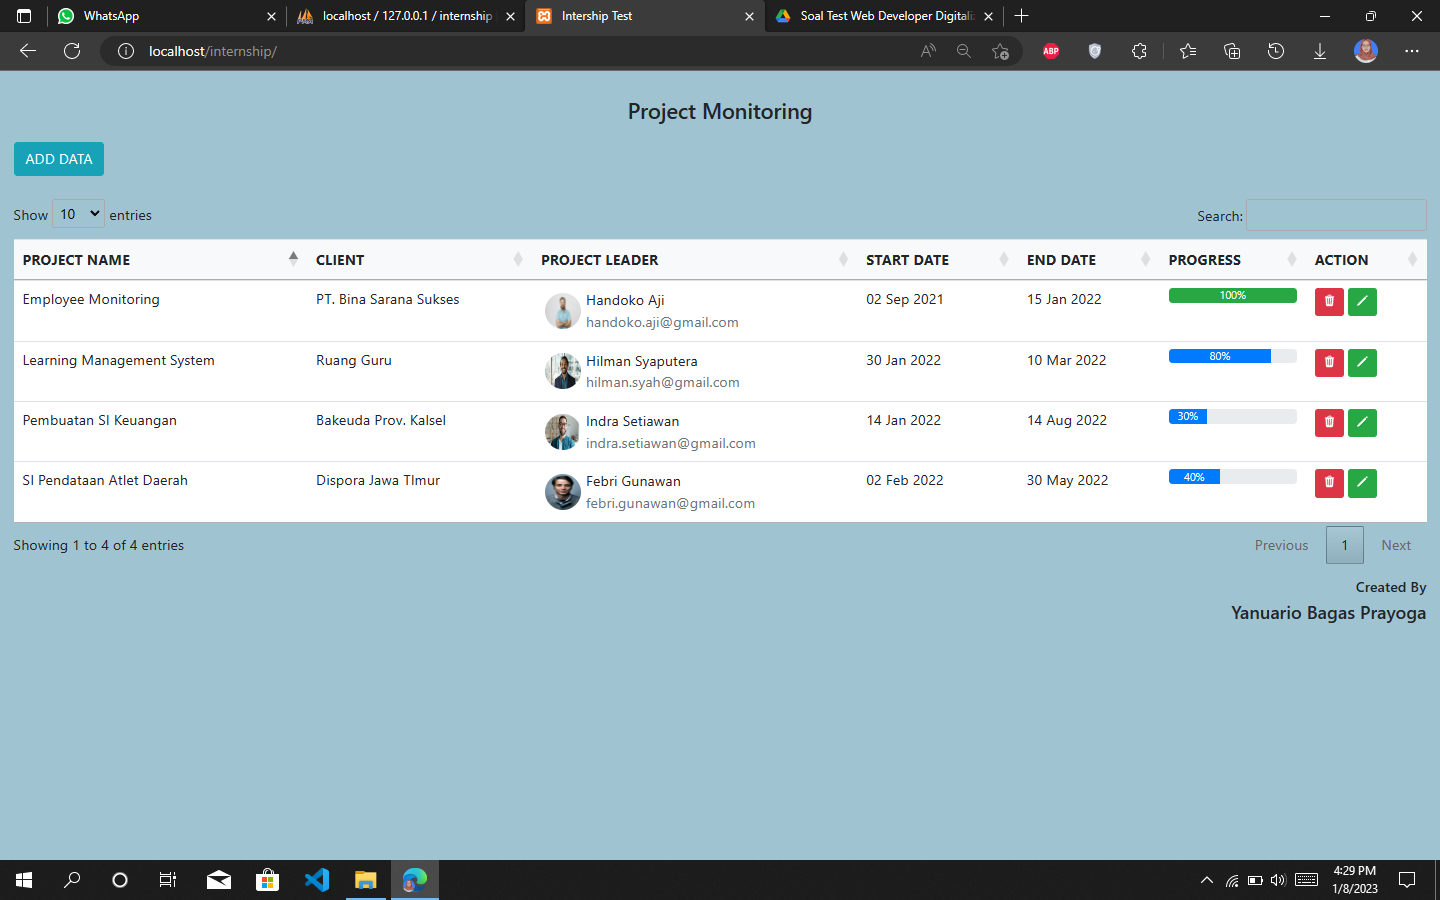 WhatsApp
localhost / 127.0.0.1 / internship
Intership Test
Soal Test Web Developer Digitali
localhost/internship/
ABP
Project Monitoring
ADD DATA
Show 10 entries
Search:
PROJECT NAME CLIENT PROJECT LEADER START DATE END DATE PROGRESS ACTION
Employee Monitoring PT. Bina Sarana Sukses Handoko Aji 02 Sep 2021 15 Jan 2022 100%
handoko.aji@gmail.com
Learning Management System Ruang Guru Hilman Syaputera 30 Jan 2022 10 Mar 2022 80%
hilman.syah@gmail.com
Pembuatan SI Keuangan Bakeuda Prov. Kalsel Indra Setiawan 14 Jan 2022 14 Aug 2022 30%
indra.setiawan@gmail.com
SI Pendataan Atlet Daerah Dispora Jawa TImur Febri Gunawan 02 Feb 2022 30 May 2022 40%
febri.gunawan@gmail.com
Showing 1 to 4 of 4 entries
Previous 1 Next
Created By
Yanuario Bagas Prayoga
4:29 PM
1/8/2023